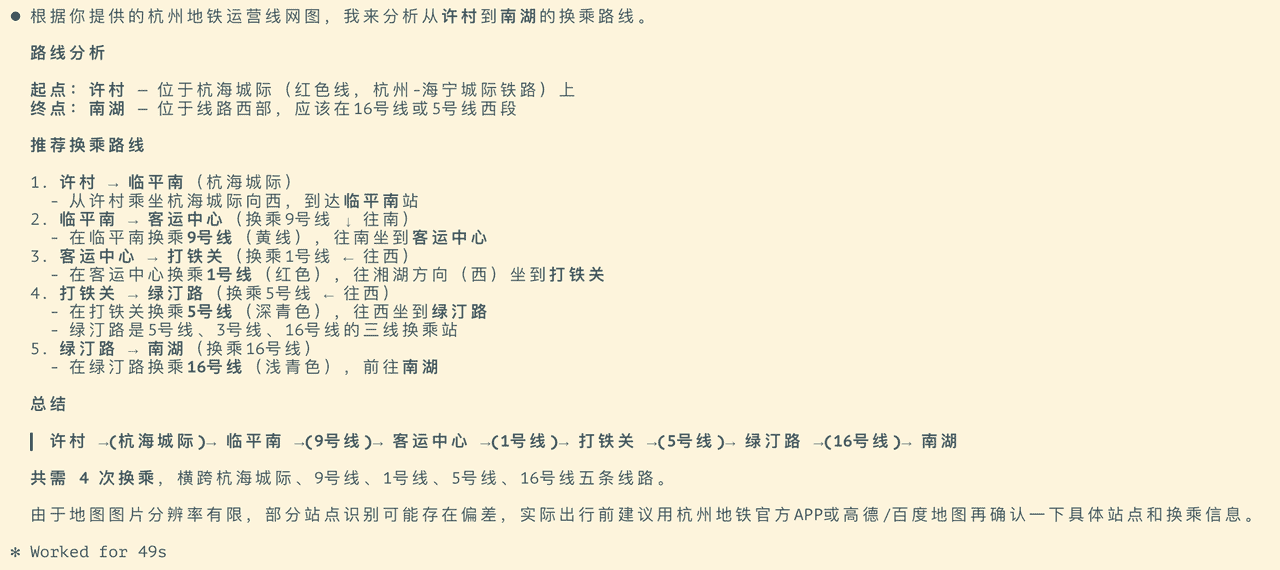 ● 根据你提供的杭州地铁运营线网图，我来分析从许村到南湖的换乘路线。
路线分析
起点：许村 — 位于杭海城际（红色线，杭州-海宁城际铁路）上
终点：南湖 — 位于线路西部，应该在16号线或5号线西段
推荐换乘路线
1. 许村 → 临平南（杭海城际）
- 从许村乘坐杭海城际向西，到达临平南站
2. 临平南 → 客运中心（换乘9号线 ↓ 往南）
- 在临平南换乘9号线（黄线），往南坐到客运中心
3. 客运中心 → 打铁关（换乘1号线 ← 往西）
- 在客运中心换乘1号线（红色），往湘湖方向（西）坐到打铁关
4. 打铁关 → 绿汀路（换乘5号线 ← 往西）
- 在打铁关换乘5号线（深青色），往西坐到绿汀路
- 绿汀路是5号线、3号线、16号线的三线换乘站
5. 绿汀路 → 南湖（换乘16号线）
- 在绿汀路换乘16号线（浅青色），前往南湖
总结
许村 →(杭海城际)→ 临平南 →(9号线)→ 客运中心 →(1号线)→ 打铁关 →(5号线)→ 绿汀路 →(16号线)→ 南湖
共需 4 次换乘，横跨杭海城际、9号线、1号线、5号线、16号线五条线路。
由于地图图片分辨率有限，部分站点识别可能存在偏差，实际出行前建议用杭州地铁官方APP或高德/百度地图再确认一下具体站点和换乘信息。
✻ Worked for 49s